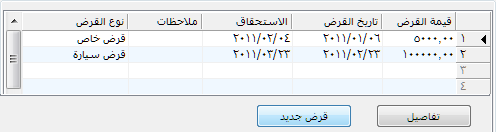 قيمة القرض تاريخ القرض الاستحقاق ملاحظات نوع القرض
١ ٥٠٠٠,٠٠ ٢٠١١/٠١/٠٦ ٢٠١١/٠٢/٠٤ قرض خاص
٢ ١٠٠٠٠٠,٠٠ ٢٠١١/٠٢/٢٣ ٢٠١١/٠٣/٢٣ قرض سيارة
٣
٤
تفاصيل قرض جديد